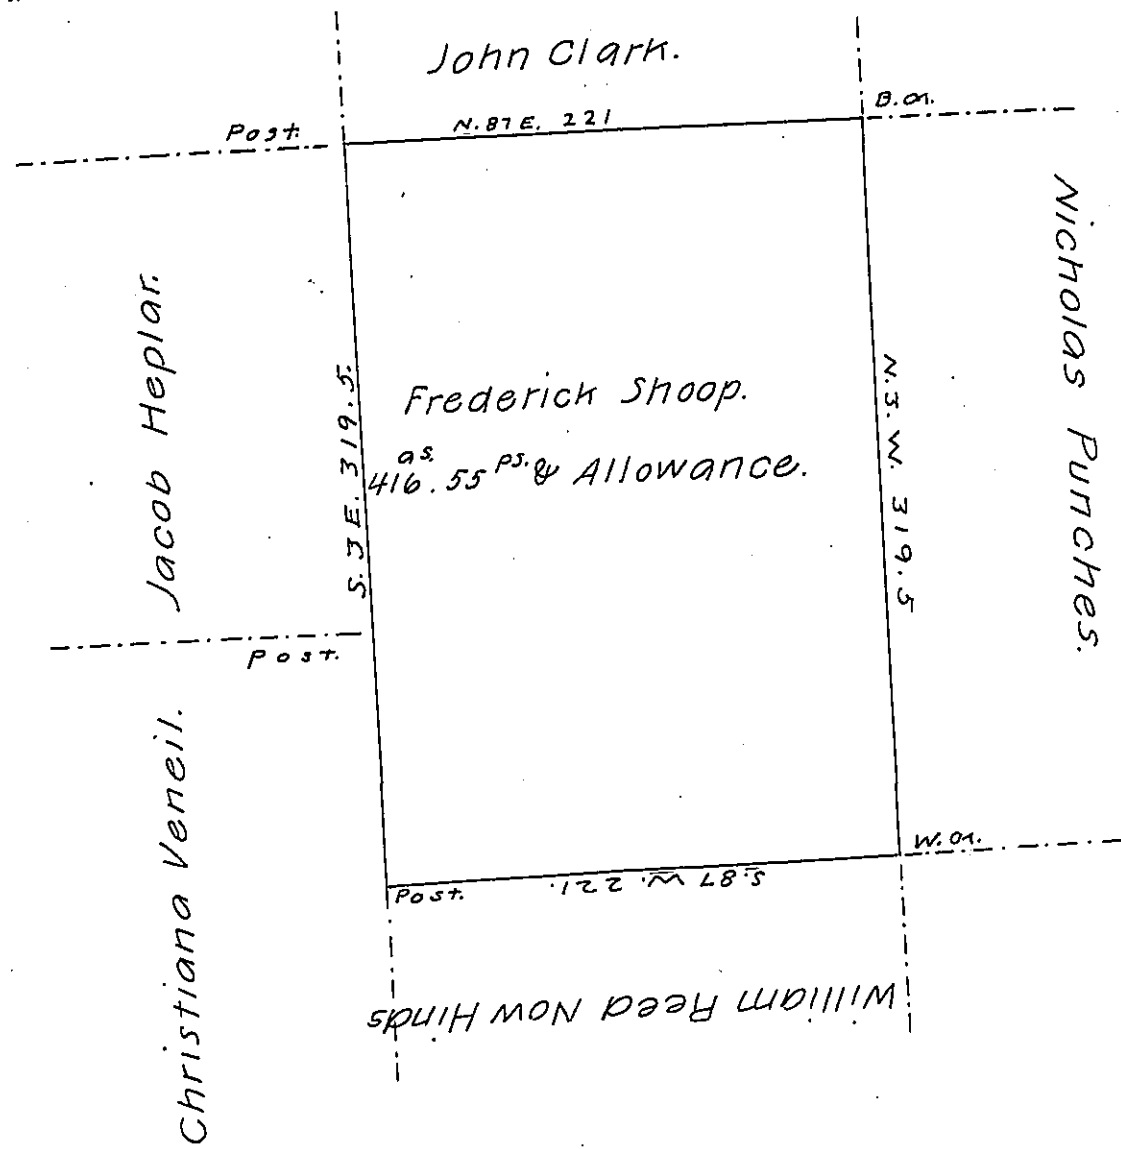 John Clark.
B.O.
Post.
N.87E. 221
Nicholas Punches.
Jacob Heplar.
S.3E. 319.5.
N.3.W. 319.5
Frederick Shoop.
416.as. 55 ps. & Allowance.
Post.
Christiana Veneil.
W.O.
Post.
S.87 W. 221.
William Reed Now Hinds